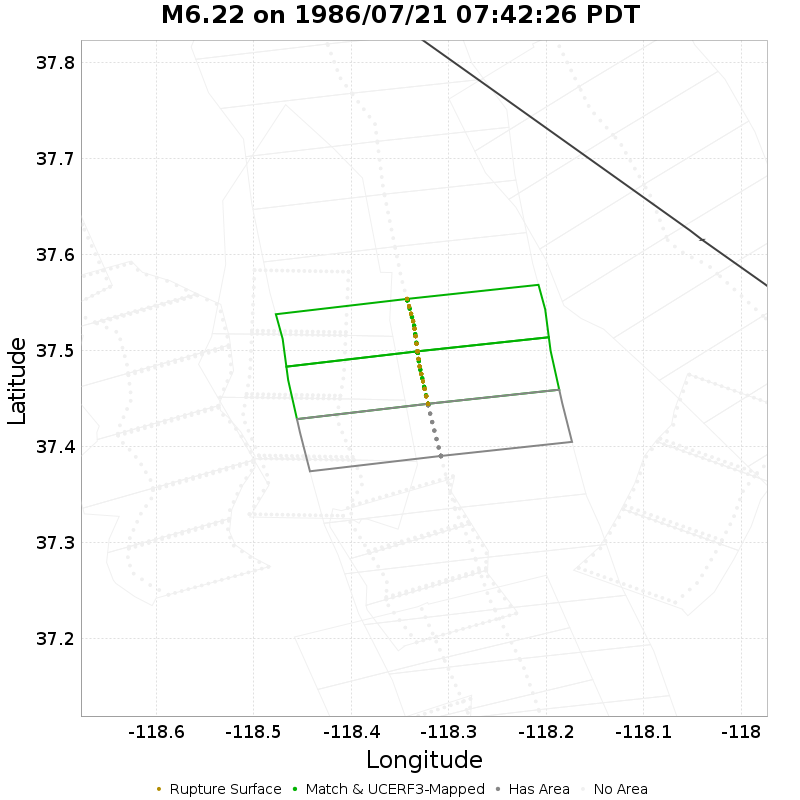 M6.22 on 1986/07/21 07:42:26 PDT
37.8
37.7
37.6
37.5
37.4
37.3
37.2
Latitude
-118.6 -118.5 -118.4 -118.3 -118.2 -118.1 -118
Longitude
Rupture Surface Match & UCERF3-Mapped Has Area No Area